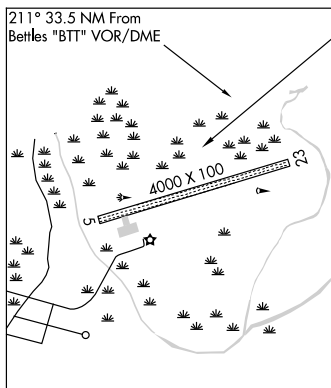 211° 33.5 NM From
Bettles "BTT" VOR/DME
4000 X 100
23
5